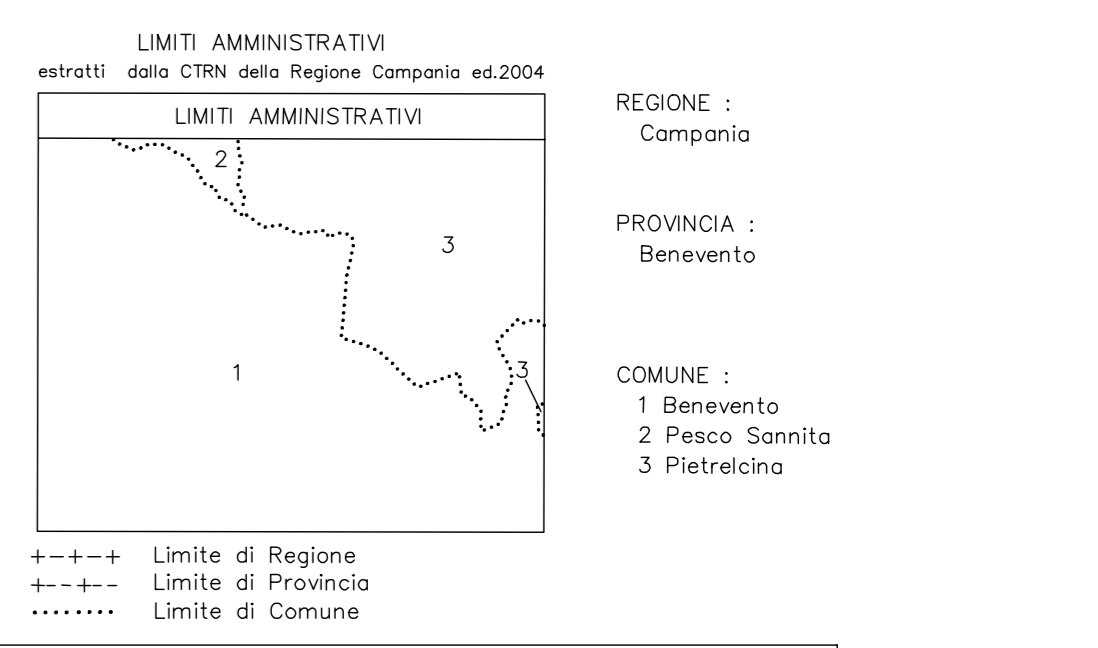 LIMITI AMMINISTRATIVI
estratti dalla CTRN della Regione Campania ed.2004
LIMITI AMMINISTRATIVI
2
3
1
3
REGIONE :
Campania
PROVINCIA :
Benevento
COMUNE :
1 Benevento
2 Pesco Sannita
3 Pietrelcina
+-+-+ Limite di Regione
+--+-- Limite di Provincia
........ Limite di Comune